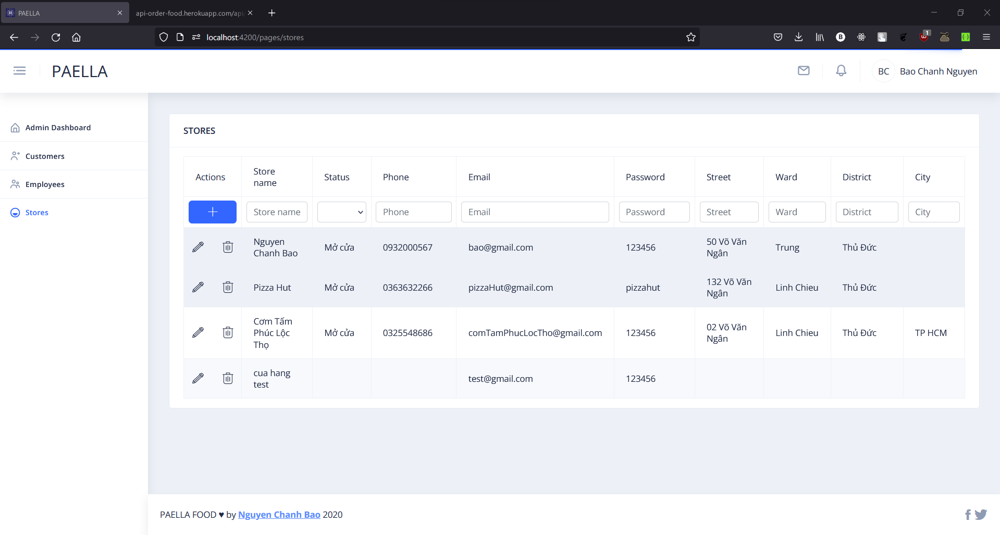 PAELLA
api-order-food.herokuapp.com/api/
localhost:4200/pages/stores
1
PAELLA
BC Bao Chanh Nguyen
Admin Dashboard
Customers
Employees
Stores
STORES
Actions Store name Status Phone Email Password Street Ward District City
Store name Phone Email Password Street Ward District City
Nguyen Chanh Bao Mở cửa 0932000567 bao@gmail.com 123456 50 Võ Văn Ngân Trung Thủ Đức
Pizza Hut Mở cửa 0363632266 pizzaHut@gmail.com pizzahut 132 Võ Văn Ngân Linh Chieu Thủ Đức
Cơm Tấm Phúc Lộc Thọ Mở cửa 0325548686 comTamPhucLocTho@gmail.com 123456 02 Võ Văn Ngân Linh Chieu Thủ Đức TP HCM
cua hang test test@gmail.com 123456
PAELLA FOOD ♥ by Nguyen Chanh Bao 2020